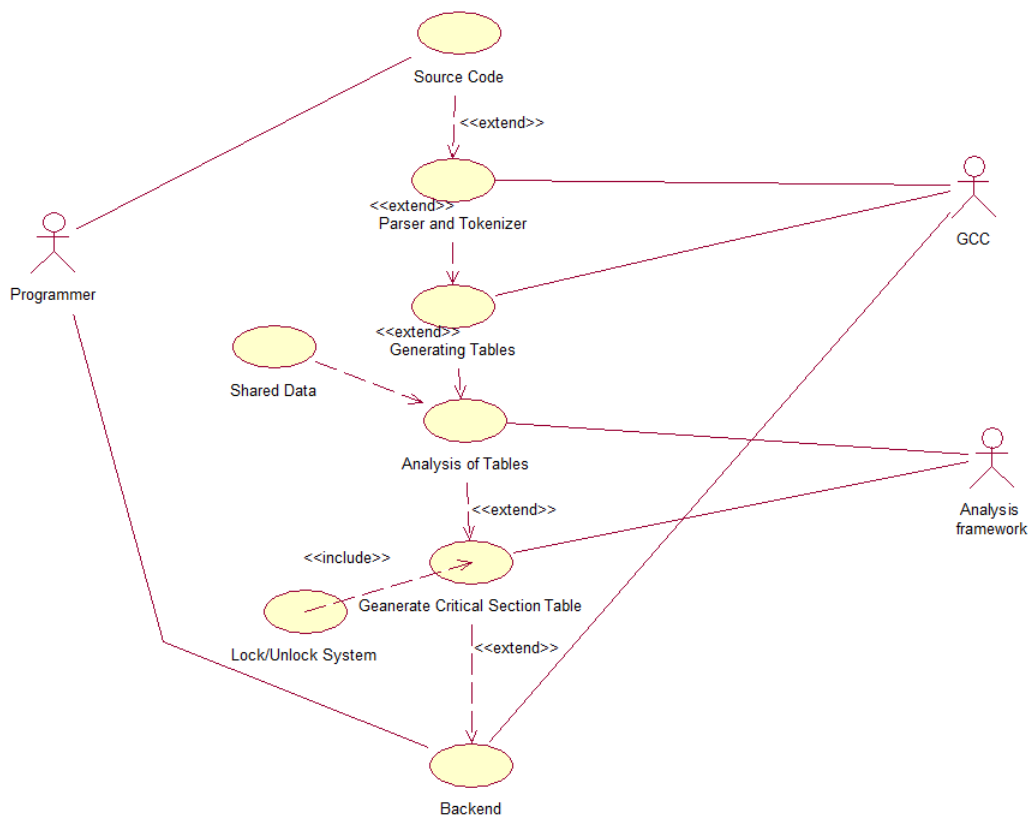 Source Code
<<extend>>
<<extend>>
Parser and Tokenizer
GCC
Programmer
<<extend>>
Generating Tables
Shared Data
Analysis of Tables
<<extend>>
Analysis
framework
<<include>>
Geanerate Critical Section Table
Lock/Unlock System
<<extend>>
Backend